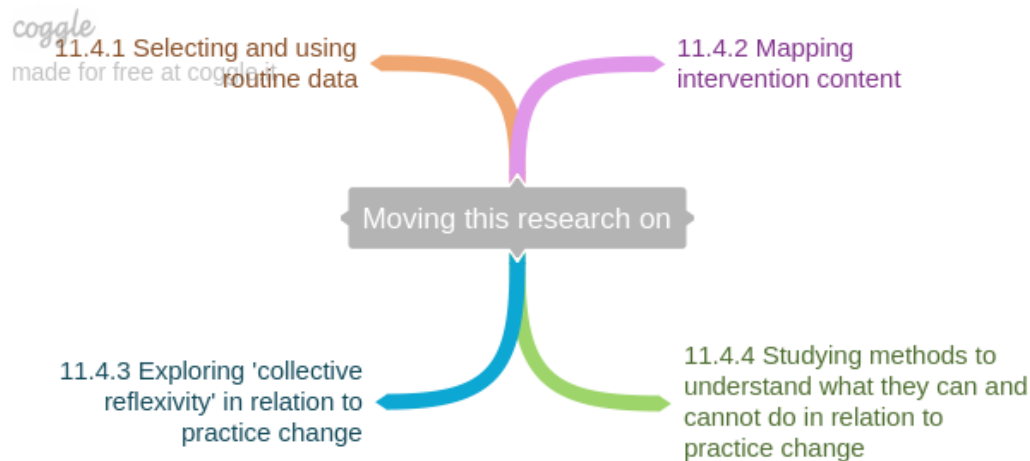 coggle
made for free at coggle.it
11.4.1 Selecting and using
routine data
11.4.2 Mapping
intervention content
Moving this research on
11.4.3 Exploring 'collective
reflexivity' in relation to
practice change
11.4.4 Studying methods to
understand what they can and
cannot do in relation to
practice change